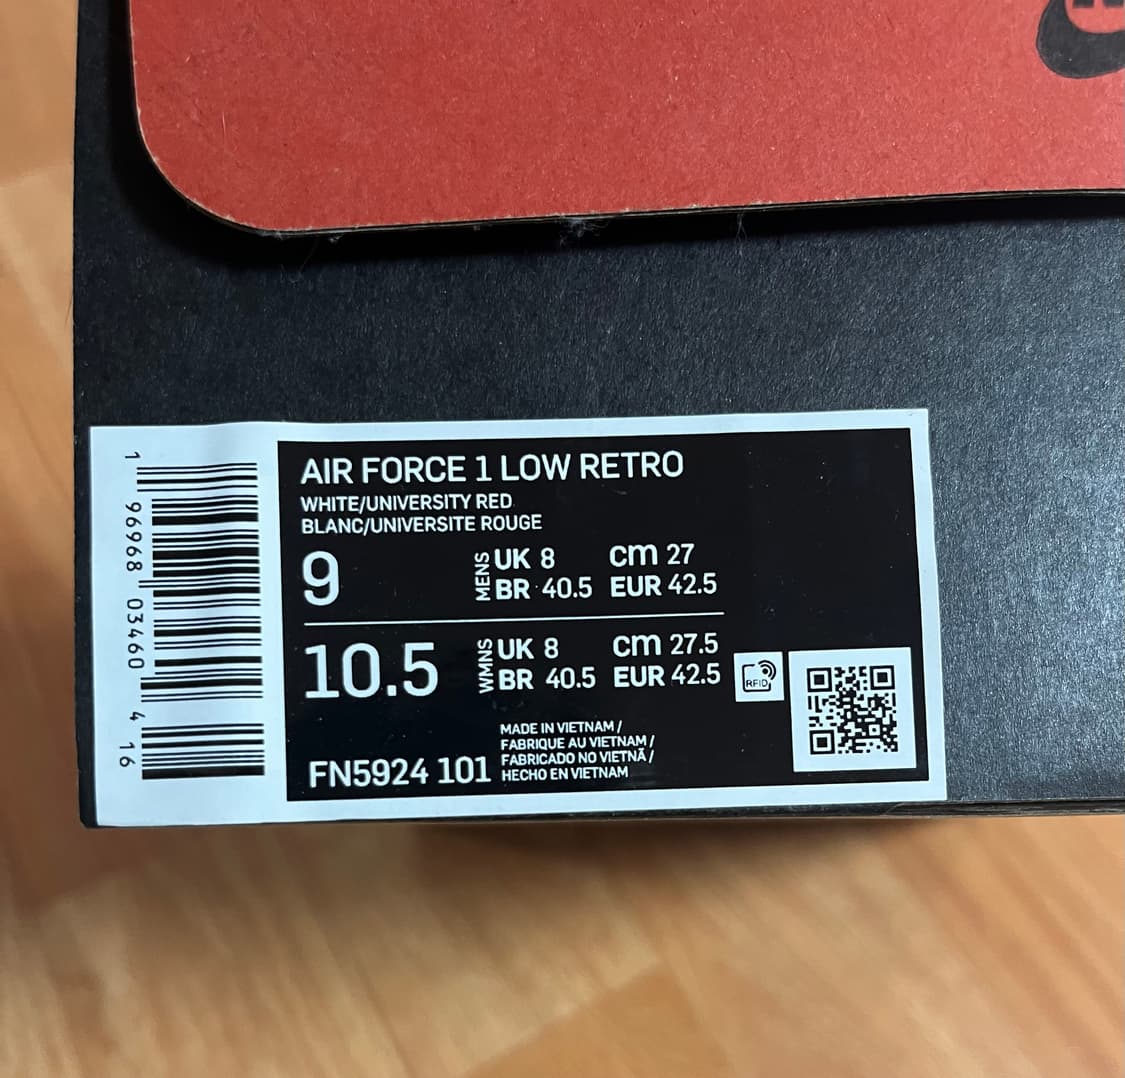 AIR FORCE 1 LOW RETRO
WHITE/UNIVERSITY RED
BLANC/UNIVERSITE ROUGE
9
MENS
UK 8 cm 27
BR 40.5 EUR 42.5
10.5
WMNS
UK 8 cm 27.5
BR 40.5 EUR 42.5
RFID
MADE IN VIETNAM /
FABRIQUE AU VIETNAM /
FABRICADO NO VIETNÃ /
HECHO EN VIETNAM
FN5924 101
1 96968 03460 4 16